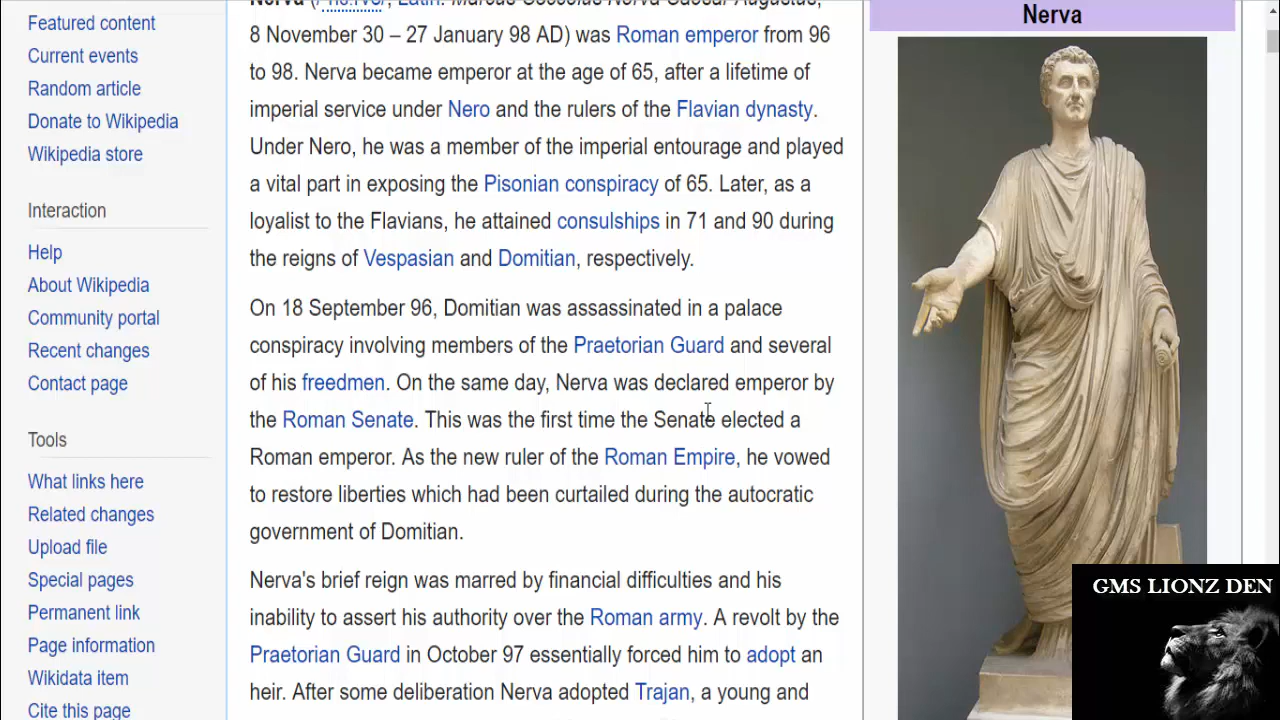 Featured content
Current events
Random article
Donate to Wikipedia
Wikipedia store
Interaction
Help
About Wikipedia
Community portal
Recent changes
Contact page
Tools
What links here
Related changes
Upload file
Special pages
Permanent link
Page information
Wikidata item
Cite this page
8 November 30 – 27 January 98 AD) was Roman emperor from 96
to 98. Nerva became emperor at the age of 65, after a lifetime of
imperial service under Nero and the rulers of the Flavian dynasty.
Under Nero, he was a member of the imperial entourage and played
a vital part in exposing the Pisonian conspiracy of 65. Later, as a
loyalist to the Flavians, he attained consulships in 71 and 90 during
the reigns of Vespasian and Domitian, respectively.
On 18 September 96, Domitian was assassinated in a palace
conspiracy involving members of the Praetorian Guard and several
of his freedmen. On the same day, Nerva was declared emperor by
the Roman Senate. This was the first time the Senate elected a
Roman emperor. As the new ruler of the Roman Empire, he vowed
to restore liberties which had been curtailed during the autocratic
government of Domitian.
Nerva's brief reign was marred by financial difficulties and his
inability to assert his authority over the Roman army. A revolt by the
Praetorian Guard in October 97 essentially forced him to adopt an
heir. After some deliberation Nerva adopted Trajan, a young and
Nerva
GMS LIONZ DEN